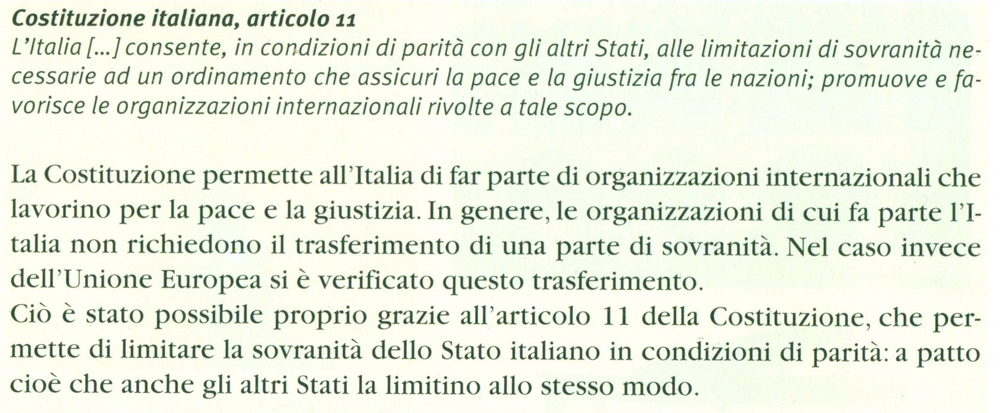 Costituzione italiana, articolo 11
L'Italia [...] consente, in condizioni di parità con gli altri Stati, alle limitazioni di sovranità ne-
cessarie ad un ordinamento che assicuri la pace e la giustizia fra le nazioni; promuove e fa-
vorisce le organizzazioni internazionali rivolte a tale scopo.
La Costituzione permette all'Italia di far parte di organizzazioni internazionali che
lavorino per la pace e la giustizia. In genere, le organizzazioni di cui fa parte l'I-
talia non richiedono il trasferimento di una parte di sovranità. Nel caso invece
dell'Unione Europea si è verificato questo trasferimento.
Ciò è stato possibile proprio grazie all'articolo 11 della Costituzione, che per-
mette di limitare la sovranità dello Stato italiano in condizioni di parità: a patto
cioè che anche gli altri Stati la limitino allo stesso modo.